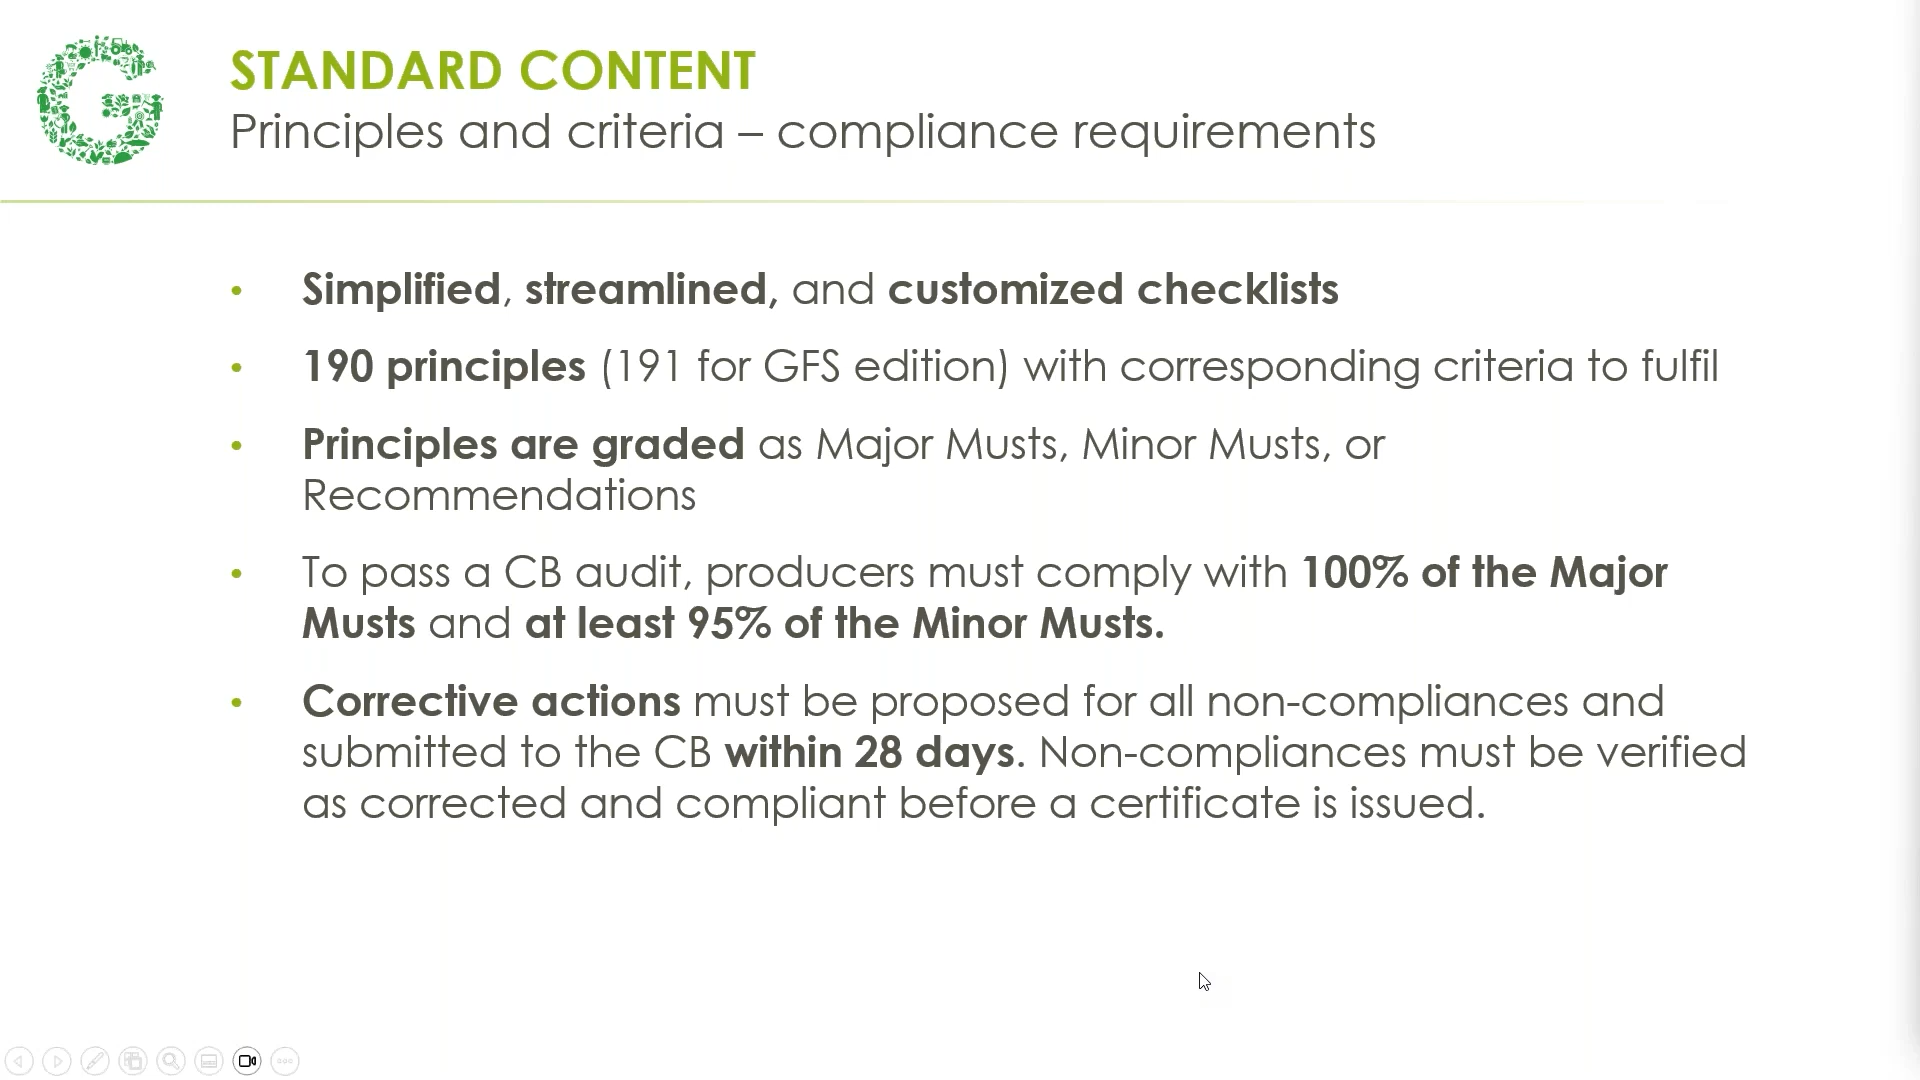 STANDARD CONTENT
Principles and criteria – compliance requirements
• Simplified, streamlined, and customized checklists
• 190 principles (191 for GFS edition) with corresponding criteria to fulfil
• Principles are graded as Major Musts, Minor Musts, or
Recommendations
• To pass a CB audit, producers must comply with 100% of the Major
Musts and at least 95% of the Minor Musts.
• Corrective actions must be proposed for all non-compliances and
submitted to the CB within 28 days. Non-compliances must be verified
as corrected and compliant before a certificate is issued.